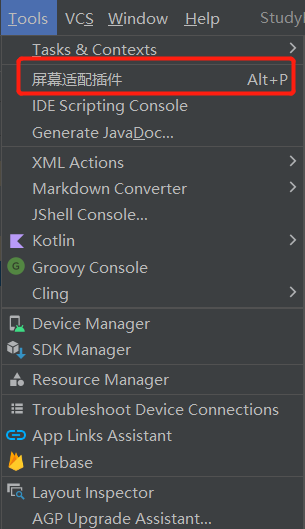 Tools VCS Window Help Study
Tasks & Contexts
屏幕适配插件 Alt+P
IDE Scripting Console
Generate JavaDoc...
XML Actions
Markdown Converter
JShell Console...
Kotlin
G Groovy Console
Cling
Device Manager
SDK Manager
Resource Manager
Troubleshoot Device Connections
App Links Assistant
Firebase
Layout Inspector
AGP Upgrade Assistant...